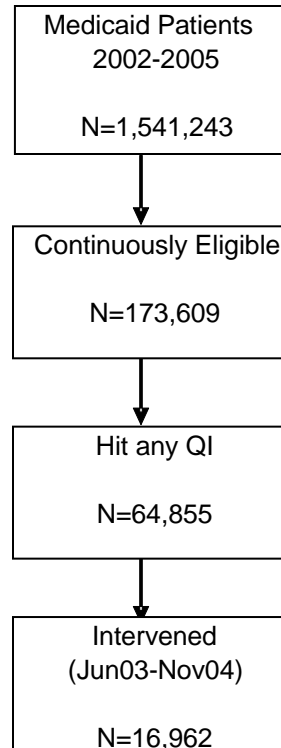 Medicaid Patients
2002-2005
N=1,541,243
Continuously Eligible
N=173,609
Hit any QI
N=64,855
Intervened
(Jun03-Nov04)
N=16,962